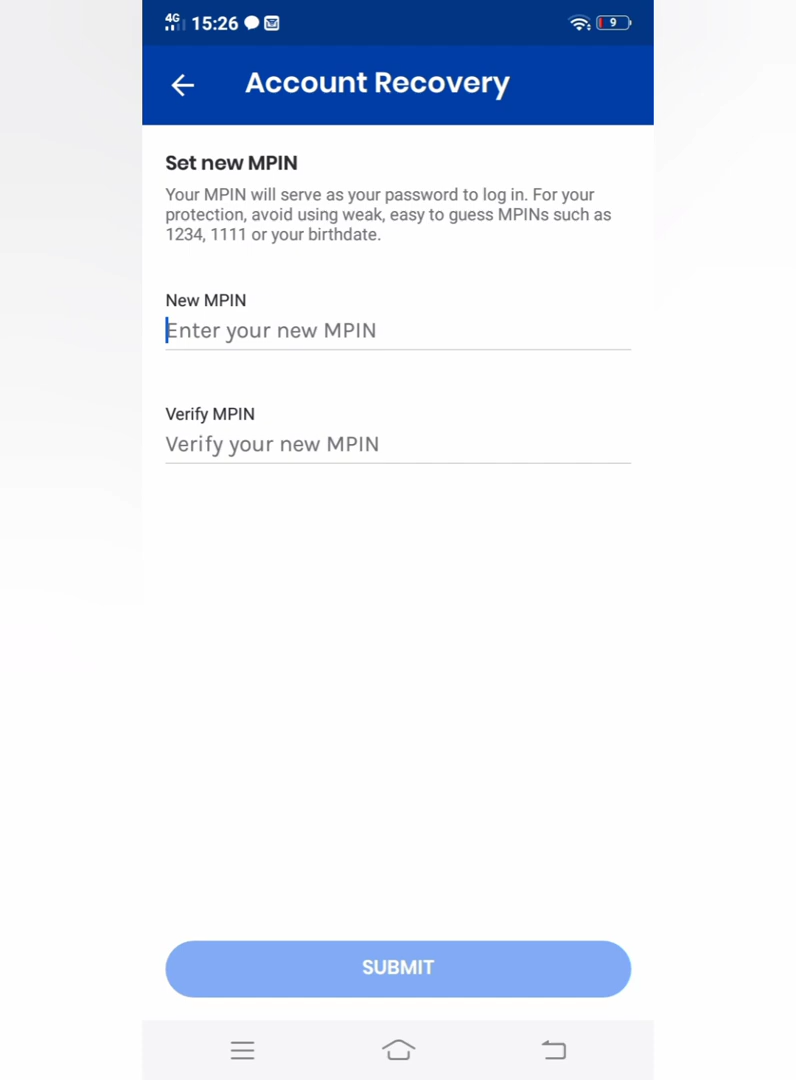 4G 15:26 9
Account Recovery
Set new MPIN
Your MPIN will serve as your password to log in. For your
protection, avoid using weak, easy to guess MPINs such as
1234, 1111 or your birthdate.
New MPIN
Enter your new MPIN
Verify MPIN
Verify your new MPIN
SUBMIT